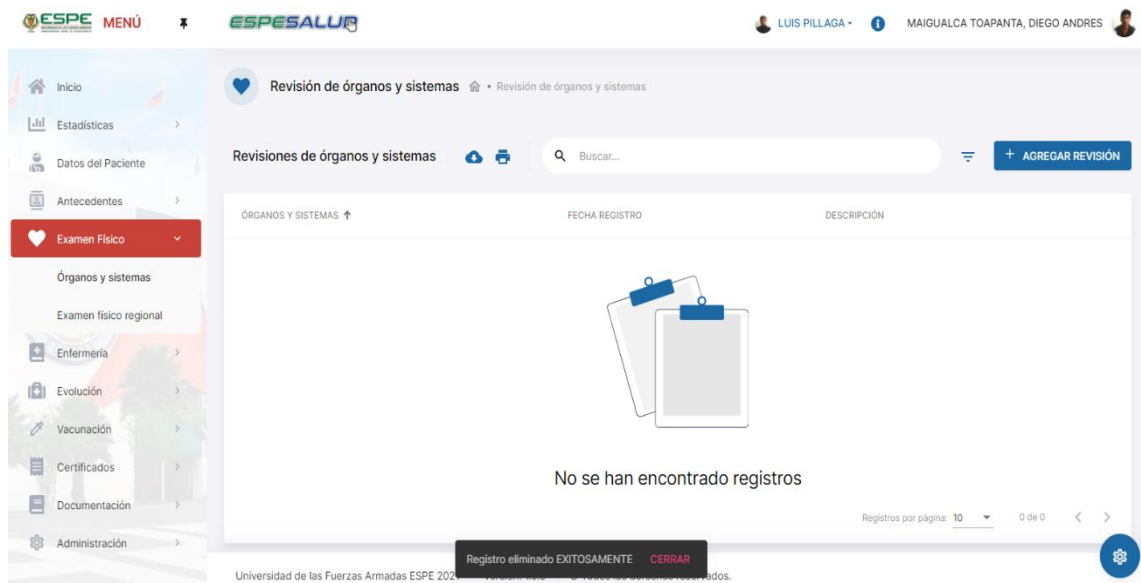 ESPE MENÚ ESPESALUD LUIS PILLAGA MAIGUALCA TOAPANTA, DIEGO ANDRES
Inicio
Estadísticas
Datos del Paciente
Antecedentes
Examen Físico
Órganos y sistemas
Examen físico regional
Enfermería
Evolución
Vacunación
Certificados
Documentación
Administración
Revisión de órganos y sistemas • Revisión de órganos y sistemas
Revisiones de órganos y sistemas Buscar... + AGREGAR REVISIÓN
ÓRGANOS Y SISTEMAS FECHA REGISTRO DESCRIPCIÓN
No se han encontrado registros
Registros por página: 10 0 de 0
Registro eliminado EXITOSAMENTE CERRAR
Universidad de las Fuerzas Armadas ESPE